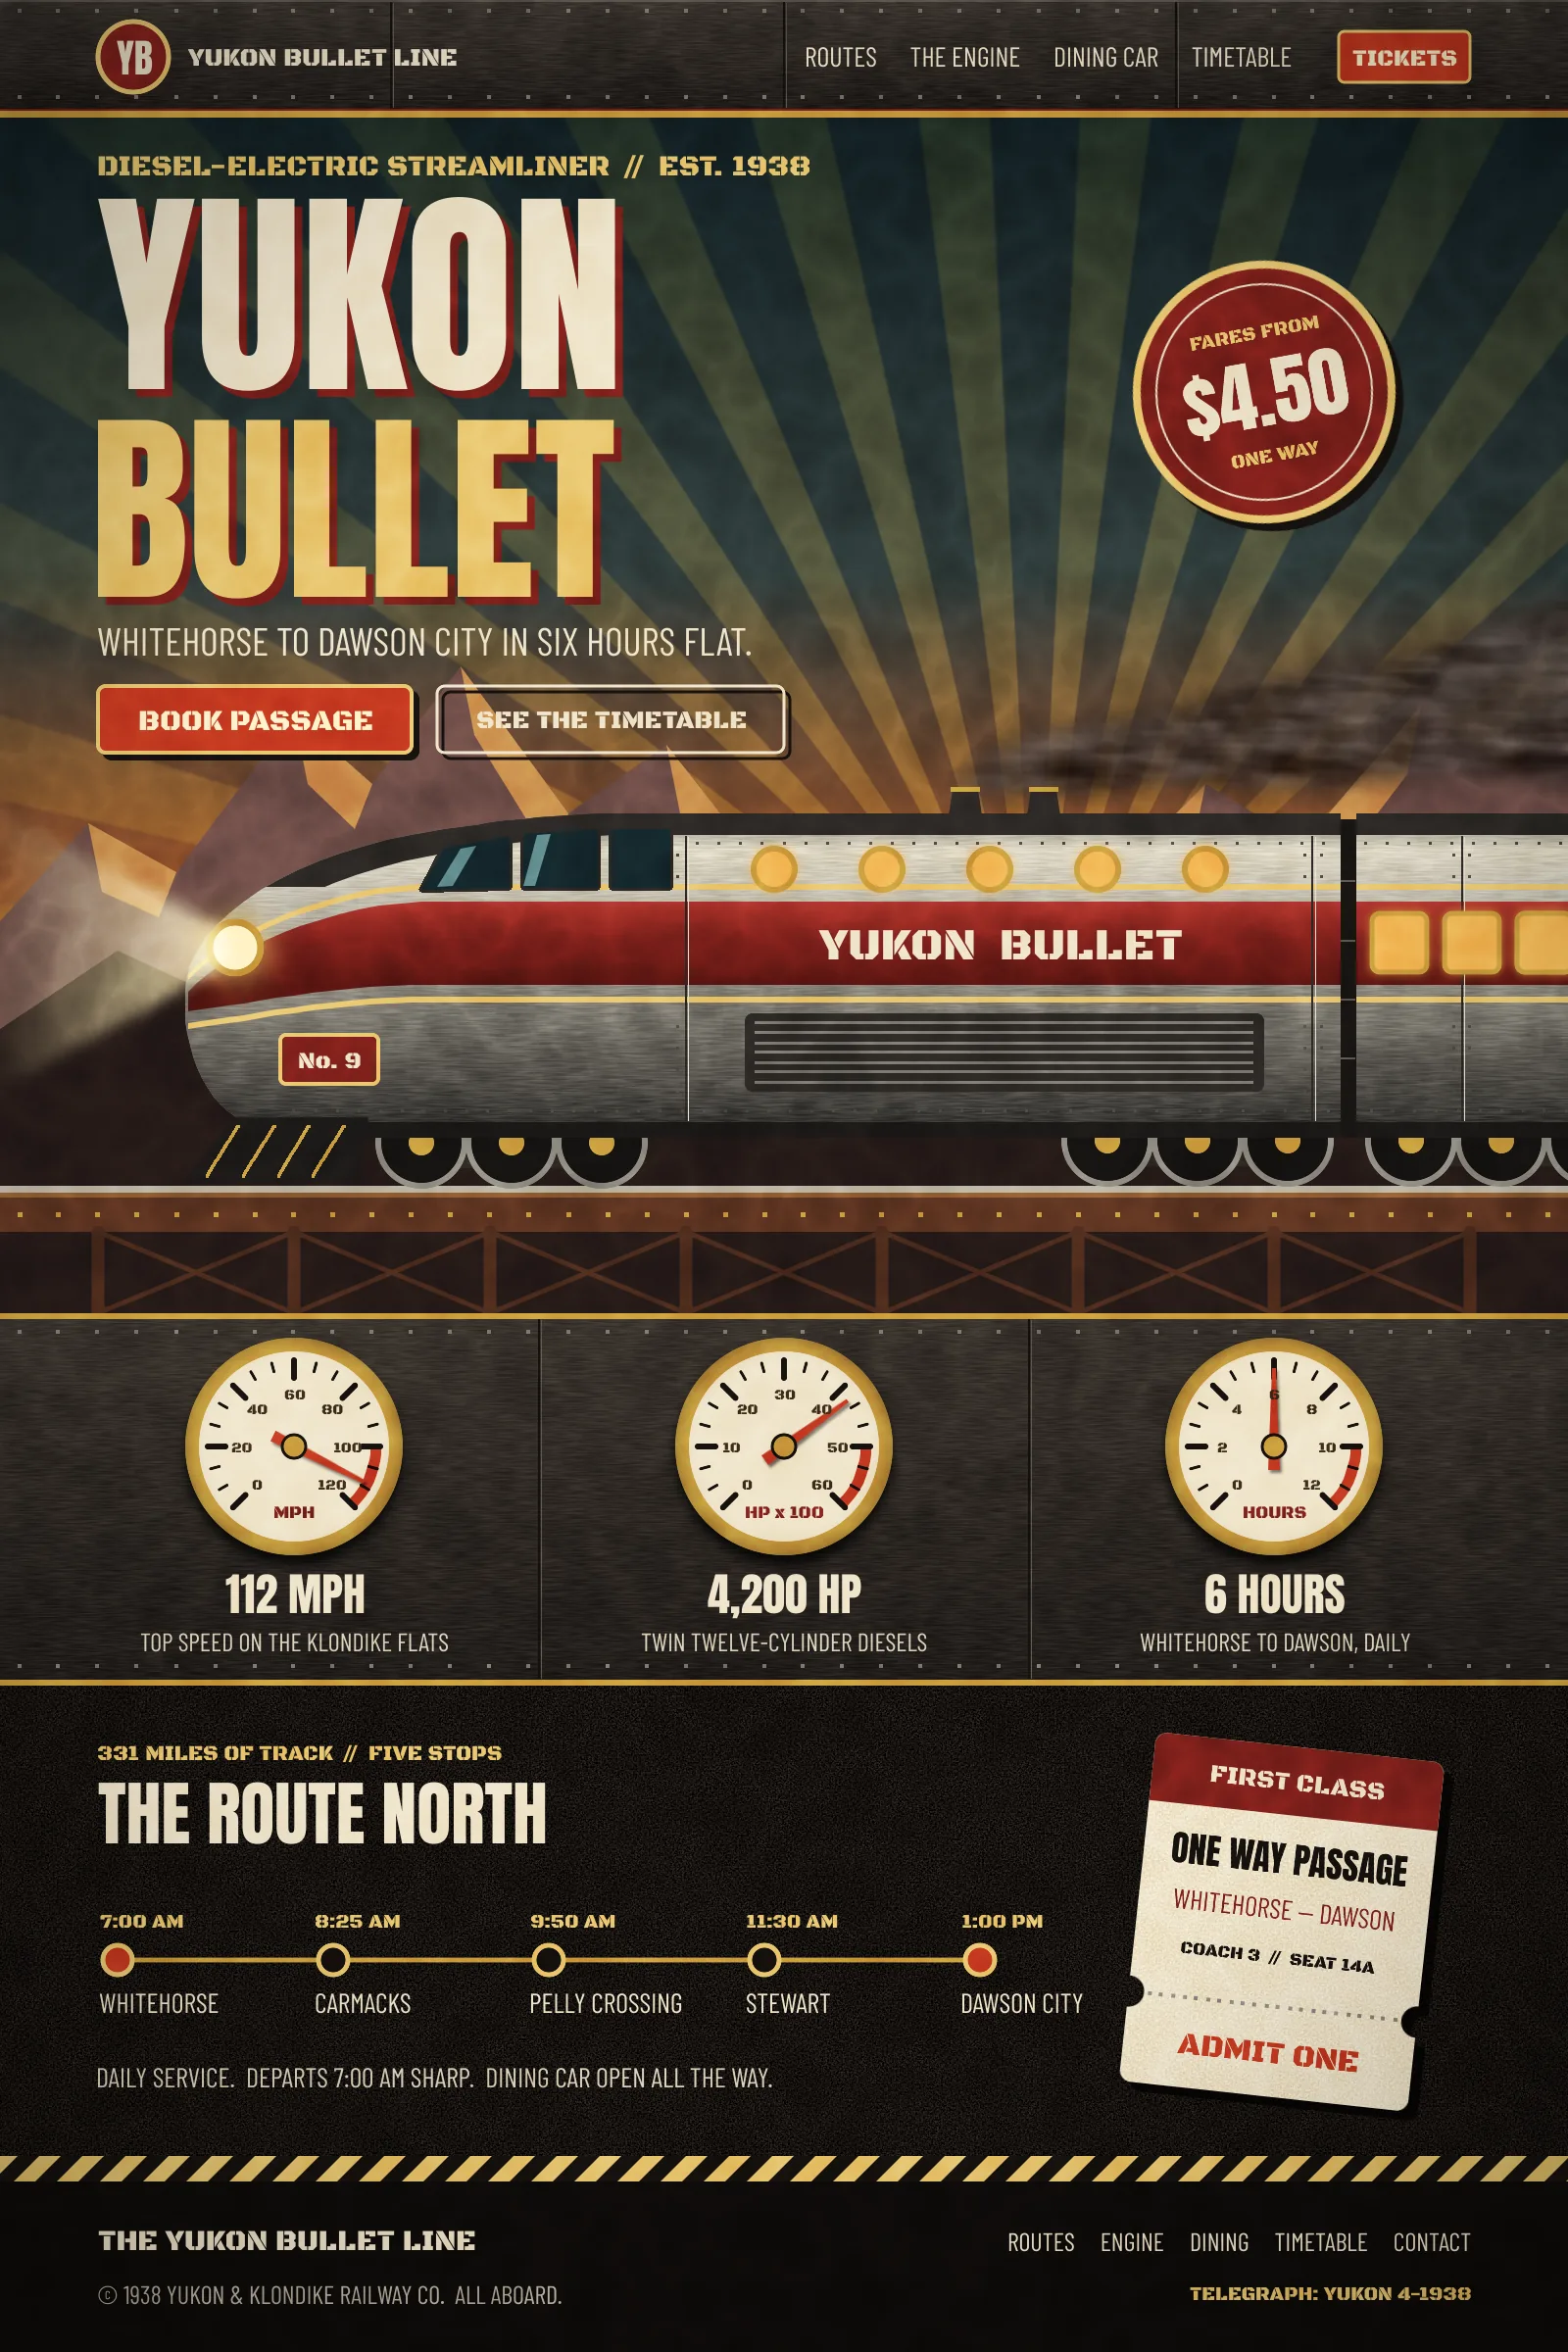 YB YUKON BULLET LINE ROUTES THE ENGINE DINING CAR TIMETABLE TICKETS
DIESEL-ELECTRIC STREAMLINER // EST. 1938
YUKON
BULLET
FARES FROM
$4.50
ONE WAY
WHITEHORSE TO DAWSON CITY IN SIX HOURS FLAT.
BOOK PASSAGE SEE THE TIMETABLE
YUKON BULLET
No. 9
0 20 40 60 80 100 120
MPH
0 10 20 30 40 50 60
HP x 100
0 2 4 6 8 10 12
HOURS
112 MPH
TOP SPEED ON THE KLONDIKE FLATS
4,200 HP
TWIN TWELVE-CYLINDER DIESELS
6 HOURS
WHITEHORSE TO DAWSON, DAILY
331 MILES OF TRACK // FIVE STOPS
THE ROUTE NORTH
7:00 AM 8:25 AM 9:50 AM 11:30 AM 1:00 PM
WHITEHORSE CARMACKS PELLY CROSSING STEWART DAWSON CITY
DAILY SERVICE. DEPARTS 7:00 AM SHARP. DINING CAR OPEN ALL THE WAY.
FIRST CLASS
ONE WAY PASSAGE
WHITEHORSE — DAWSON
COACH 3 // SEAT 14A
ADMIT ONE
THE YUKON BULLET LINE
© 1938 YUKON & KLONDIKE RAILWAY CO. ALL ABOARD.
ROUTES ENGINE DINING TIMETABLE CONTACT
TELEGRAPH: YUKON 4-1938